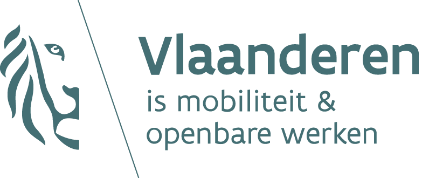 Vlaanderen
is mobiliteit &
openbare werken